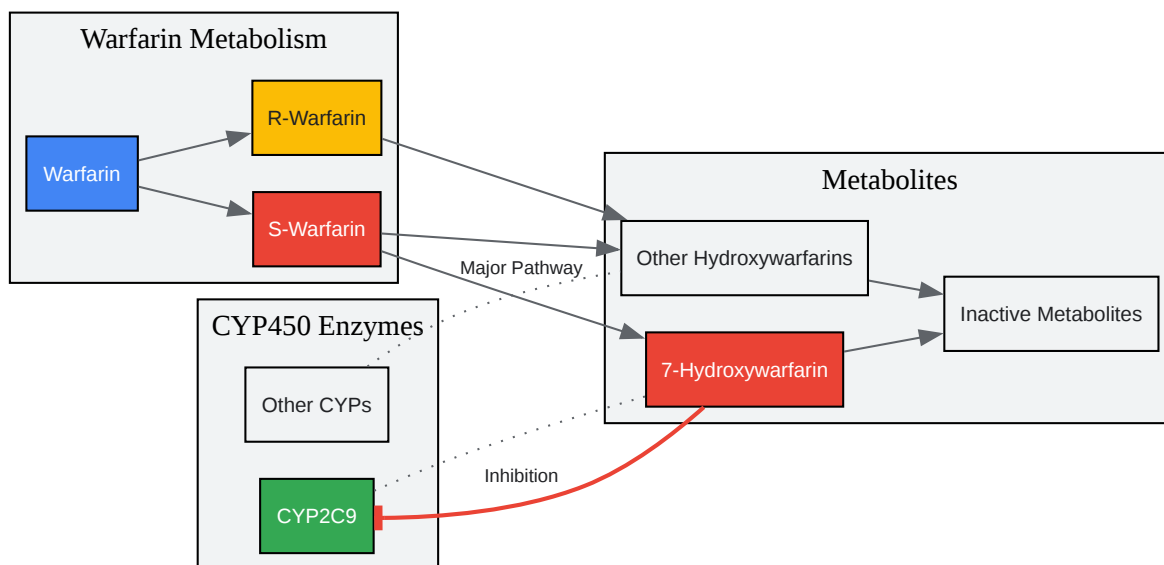 Warfarin Metabolism
R-Warfarin
Warfarin
S-Warfarin
Metabolites
Other Hydroxywarfarins
Inactive Metabolites
7-Hydroxywarfarin
Major Pathway
CYP450 Enzymes
Other CYPs
CYP2C9
Inhibition